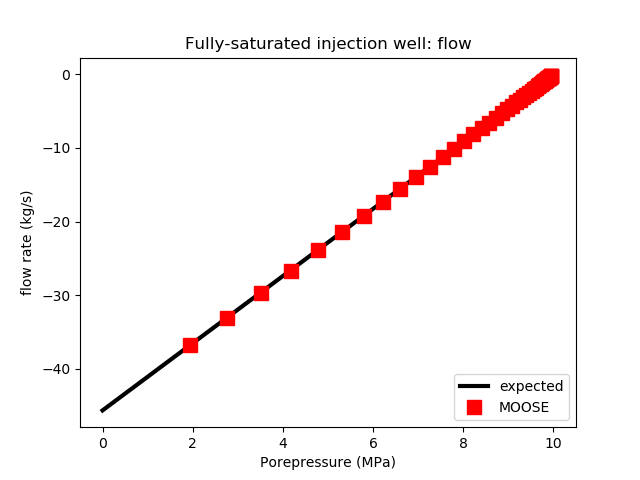 Fully-saturated injection well: flow
0
−10
−20
−30
−40
flow rate (kg/s)
0 2 4 6 8 10
Porepressure (MPa)
expected
MOOSE